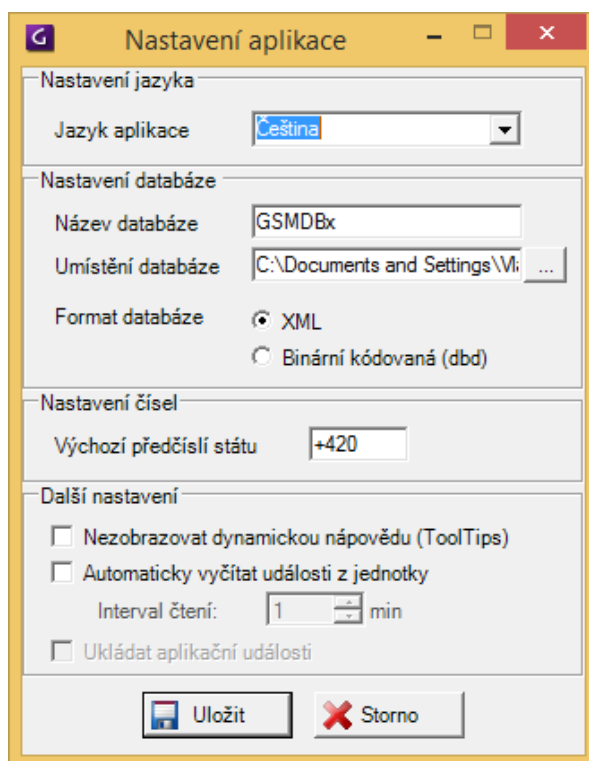 Nastavení aplikace
Nastavení jazyka
Jazyk aplikace Čeština
Nastavení databáze
Název databáze GSMDBx
Umístění databáze C:\Documents and Settings\Vla ...
Format databáze XML
Binární kódovaná (dbd)
Nastavení čísel
Výchozí předčíslí státu +420
Další nastavení
Nezobrazovat dynamickou nápovědu (ToolTips)
Automaticky vyčítat události z jednotky
Interval čtení: 1 min
Ukládat aplikační události
Uložit Storno